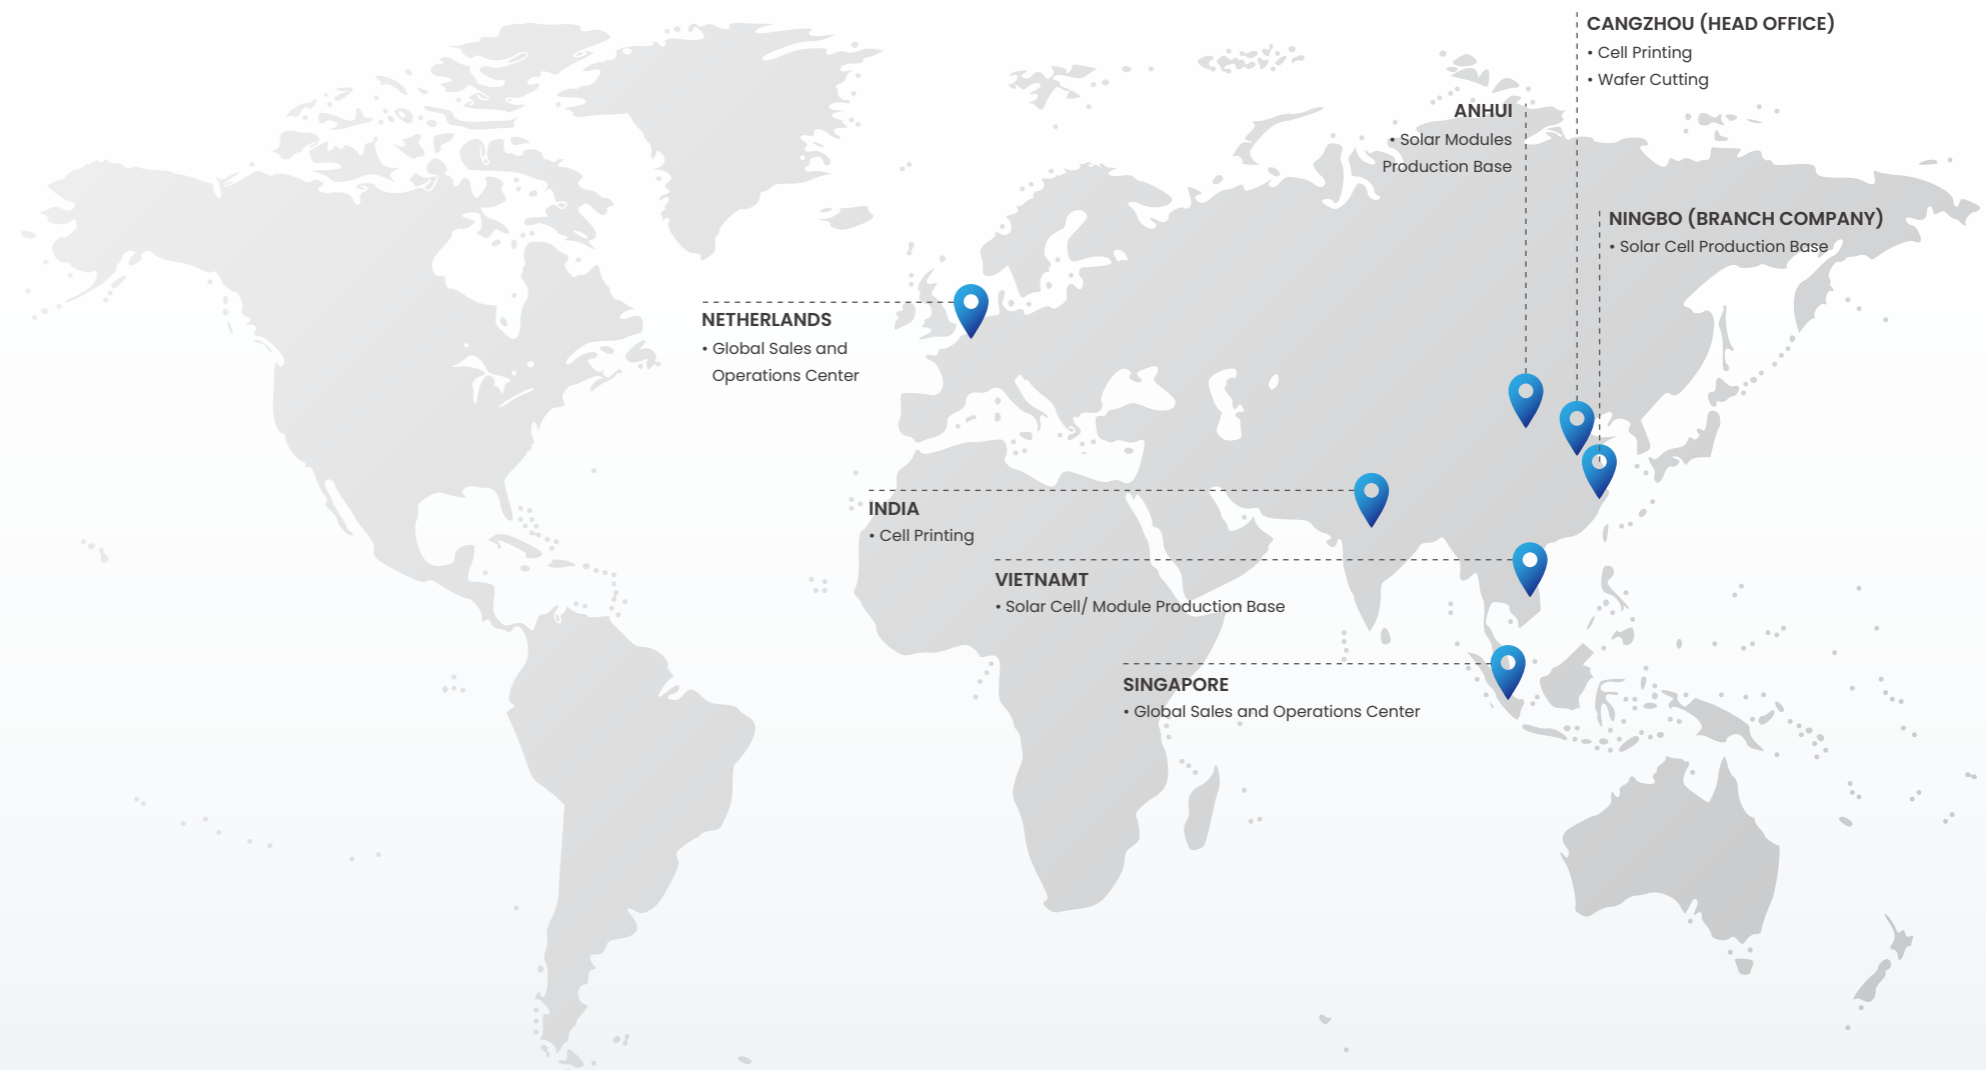 CANGZHOU (HEAD OFFICE)
• Cell Printing
• Wafer Cutting
ANHUI
• Solar Modules
Production Base
NINGBO (BRANCH COMPANY)
• Solar Cell Production Base
NETHERLANDS
• Global Sales and
Operations Center
INDIA
• Cell Printing
VIETNAMT
• Solar Cell/ Module Production Base
SINGAPORE
• Global Sales and Operations Center